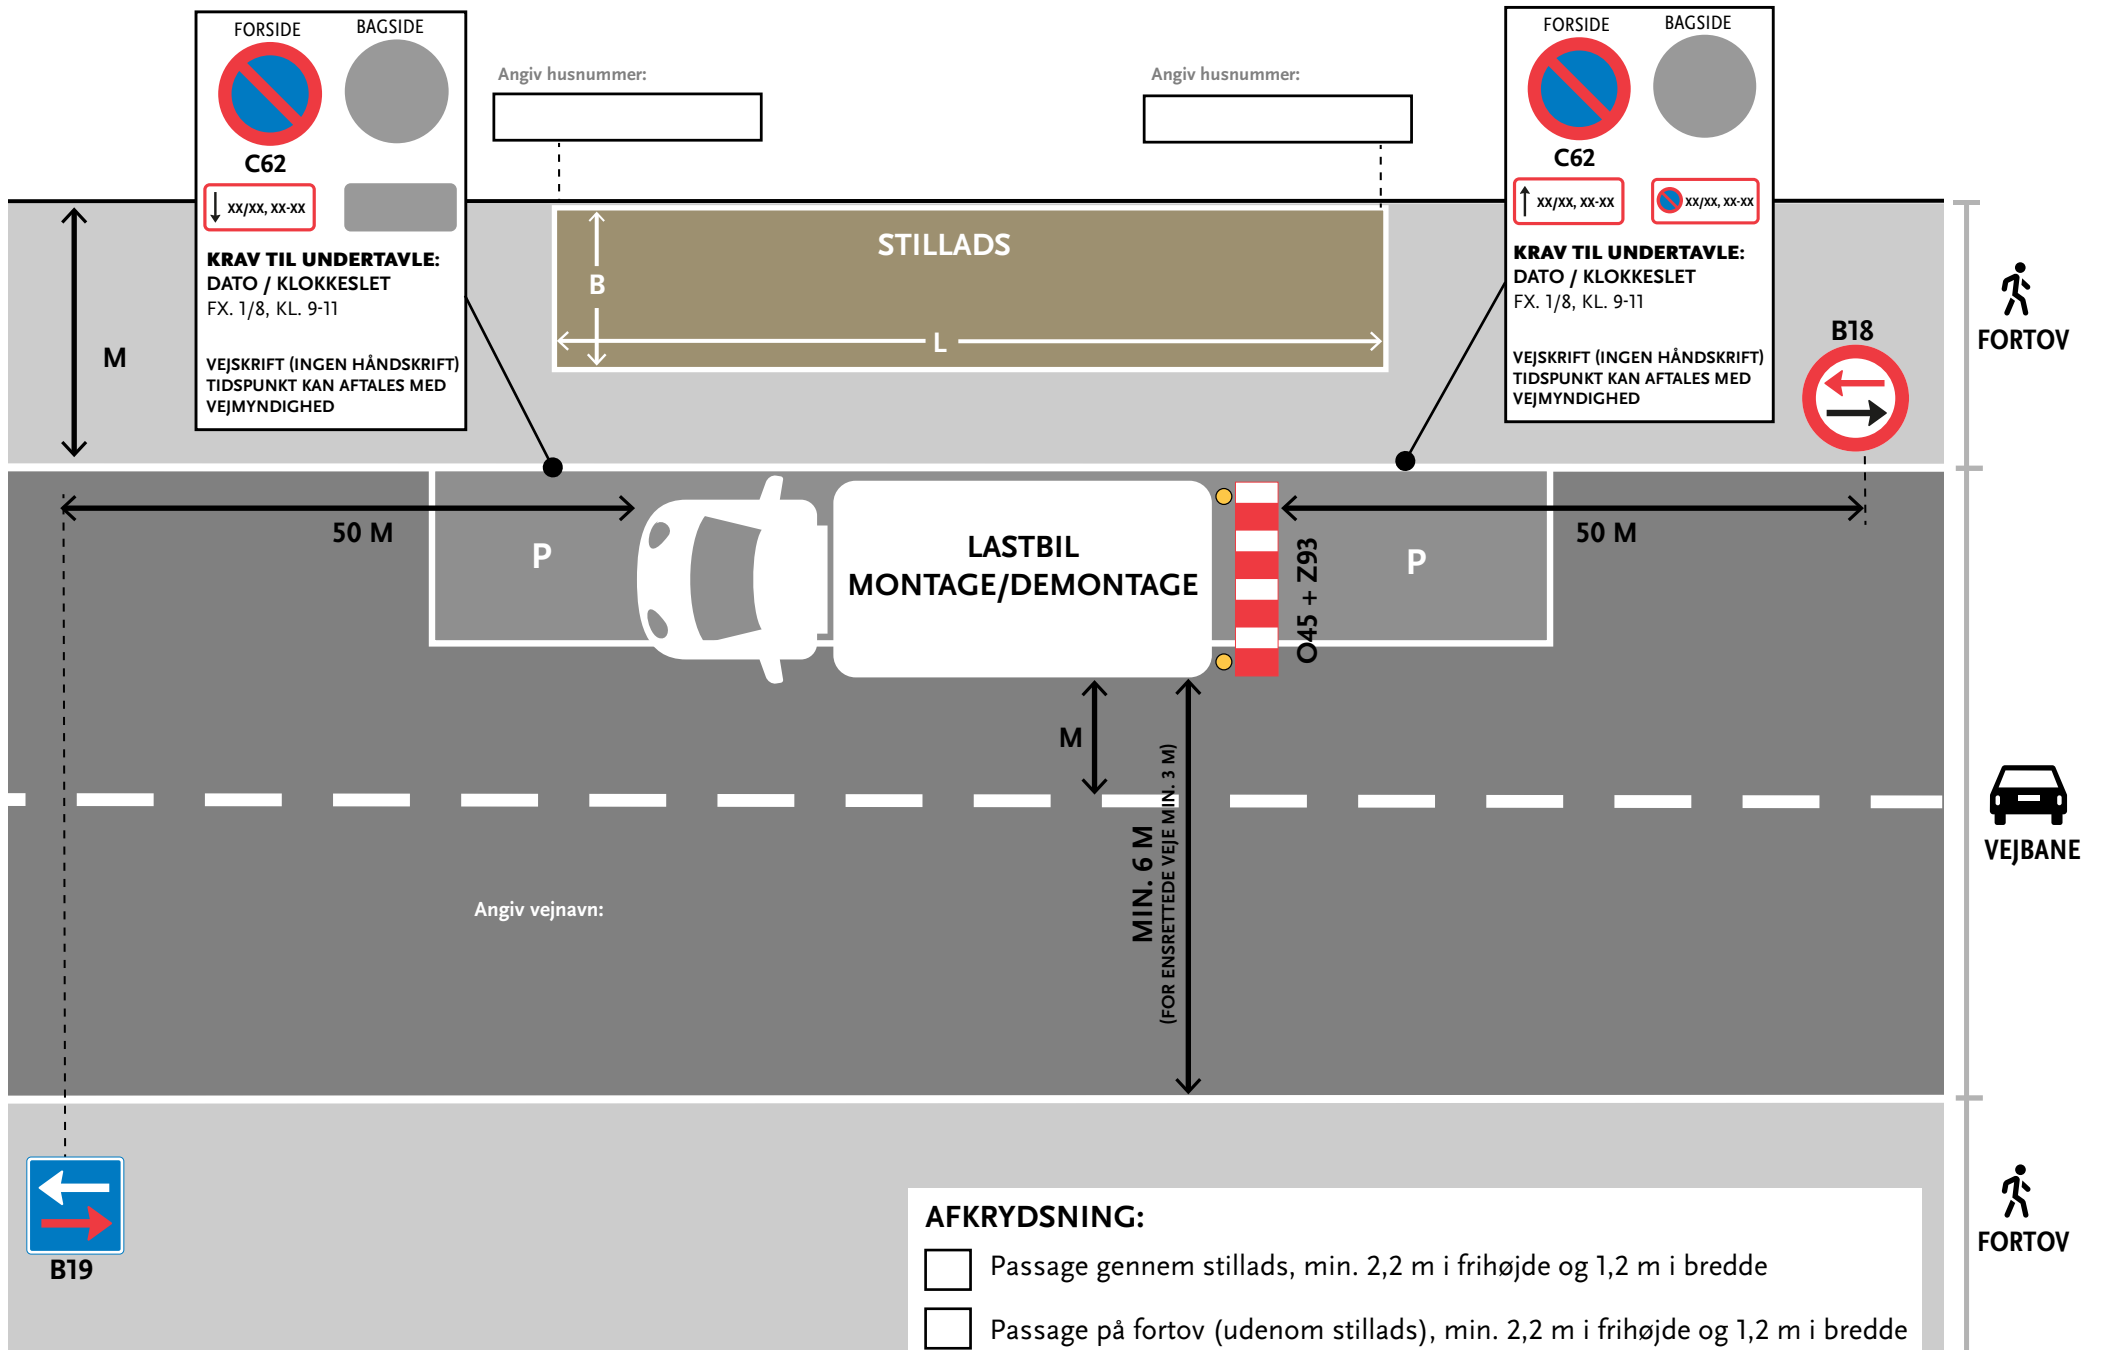 FORSIDE BAGSIDE
C62
xx/xx, xx-xx
KRAV TIL UNDERTAVLE:
DATO / KLOKKESLET
FX. 1/8, KL. 9-11
VEJSKRIFT (INGEN HÅNDSKRIFT)
TIDSPUNKT KAN AFTALES MED
VEJMYNDIGHED
Angiv husnummer:
Angiv husnummer:
FORSIDE BAGSIDE
C62
xx/xx, xx-xx xx/xx, xx-xx
KRAV TIL UNDERTAVLE:
DATO / KLOKKESLET
FX. 1/8, KL. 9-11
VEJSKRIFT (INGEN HÅNDSKRIFT)
TIDSPUNKT KAN AFTALES MED
VEJMYNDIGHED
STILLADS
B
L
M
B18
FORTOV
50 M
P
LASTBIL
MONTAGE/DEMONTAGE
O45 + Z93
P
50 M
M
MIN. 6 M
(FOR ENSRETTEDE VEJE MIN. 3 M)
VEJBANE
Angiv vejnavn:
B19
FORTOV
AFKRYDSNING:
Passage gennem stillads, min. 2,2 m i frihøjde og 1,2 m i bredde
Passage på fortov (udenom stillads), min. 2,2 m i frihøjde og 1,2 m i bredde